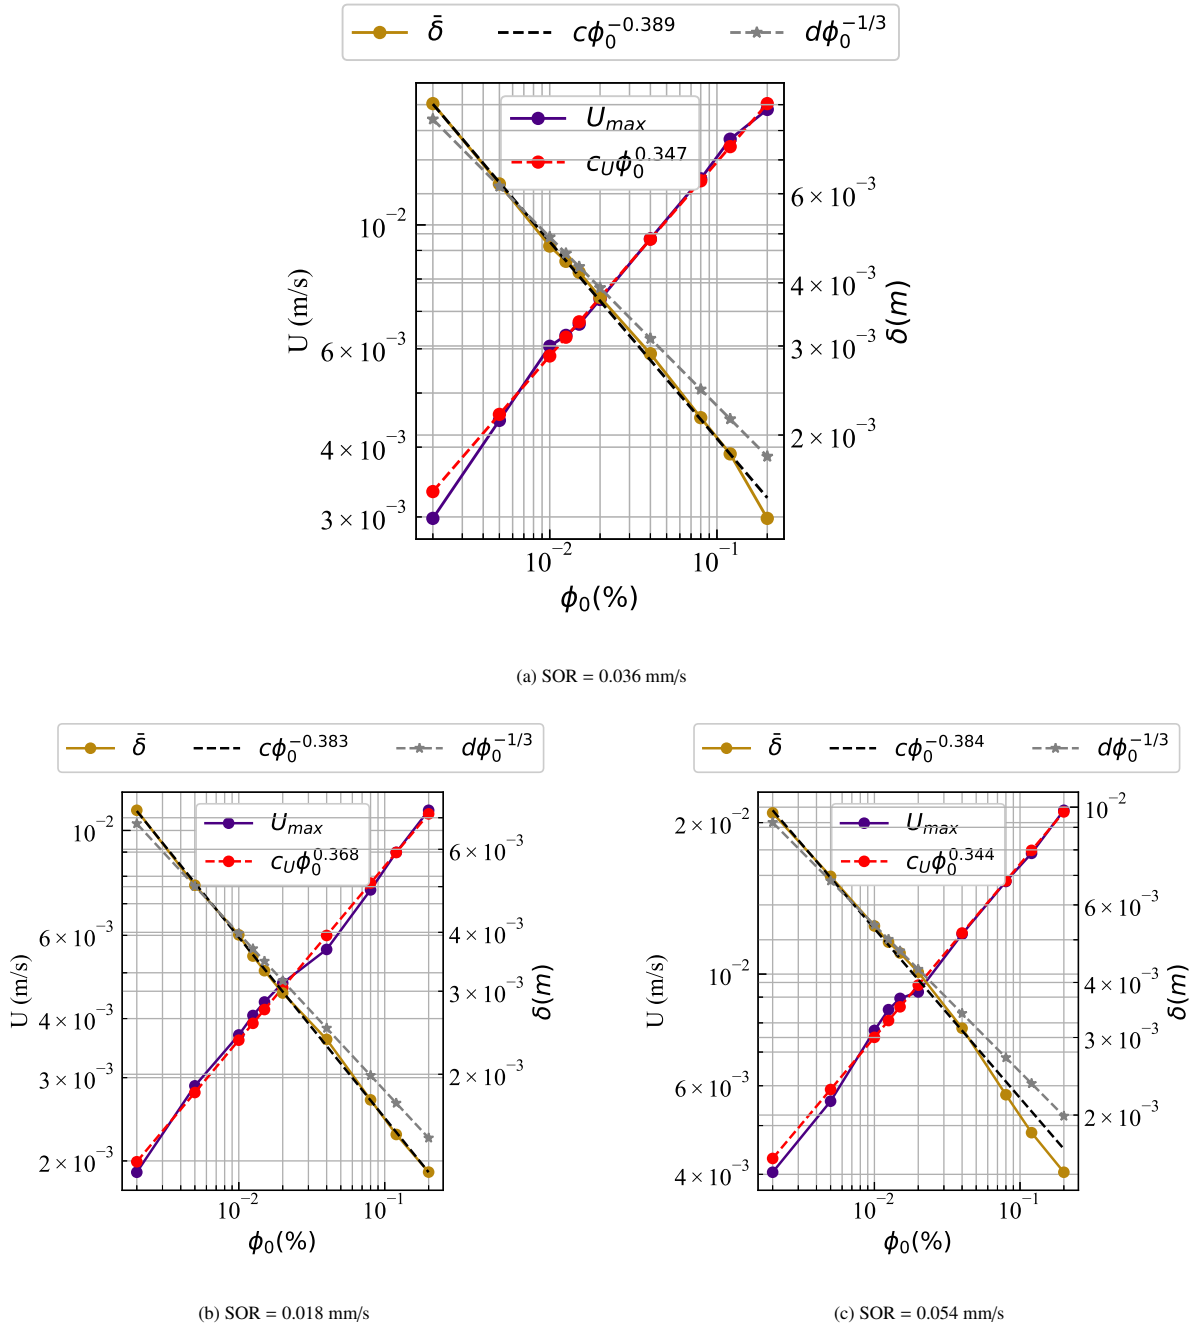 δ̄ cϕ₀^−0.389 dϕ₀^−1/3
U_max
c_Uϕ₀^0.347
6 × 10⁻³
10⁻²
4 × 10⁻³
U (m/s)
δ(m)
6 × 10⁻³
3 × 10⁻³
2 × 10⁻³
4 × 10⁻³
3 × 10⁻³
10⁻² 10⁻¹
ϕ₀(%)
(a) SOR = 0.036 mm/s
δ̄ cϕ₀^−0.383 dϕ₀^−1/3
U_max
c_Uϕ₀^0.368
10⁻²
6 × 10⁻³
6 × 10⁻³
4 × 10⁻³
U (m/s)
δ(m)
3 × 10⁻³
4 × 10⁻³
3 × 10⁻³
2 × 10⁻³
2 × 10⁻³
10⁻² 10⁻¹
ϕ₀(%)
(b) SOR = 0.018 mm/s
δ̄ cϕ₀^−0.384 dϕ₀^−1/3
U_max
c_Uϕ₀^0.344
10⁻²
2 × 10⁻²
6 × 10⁻³
10⁻²
4 × 10⁻³
U (m/s)
δ(m)
3 × 10⁻³
6 × 10⁻³
2 × 10⁻³
4 × 10⁻³
10⁻² 10⁻¹
ϕ₀(%)
(c) SOR = 0.054 mm/s